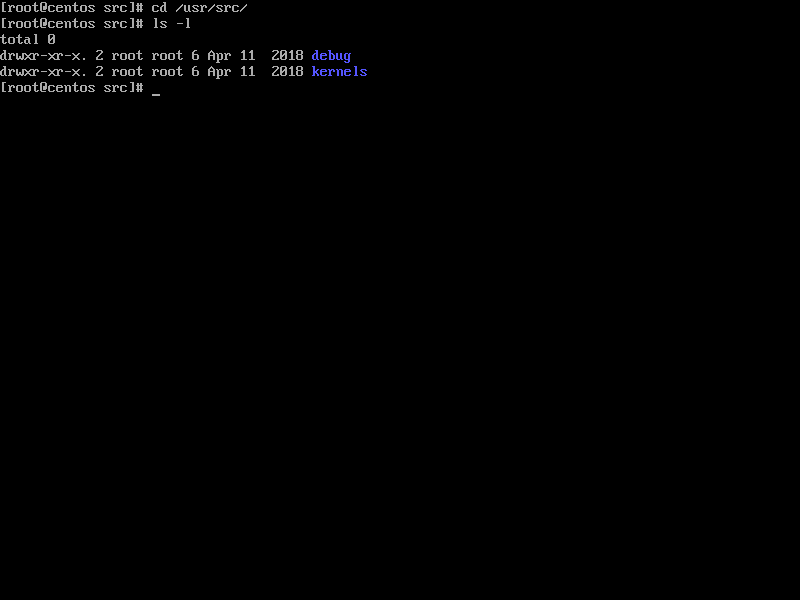 [root@centos src]# cd /usr/src/
[root@centos src]# ls -l
total 0
drwxr-xr-x. 2 root root 6 Apr 11  2018 debug
drwxr-xr-x. 2 root root 6 Apr 11  2018 kernels
[root@centos src]# _